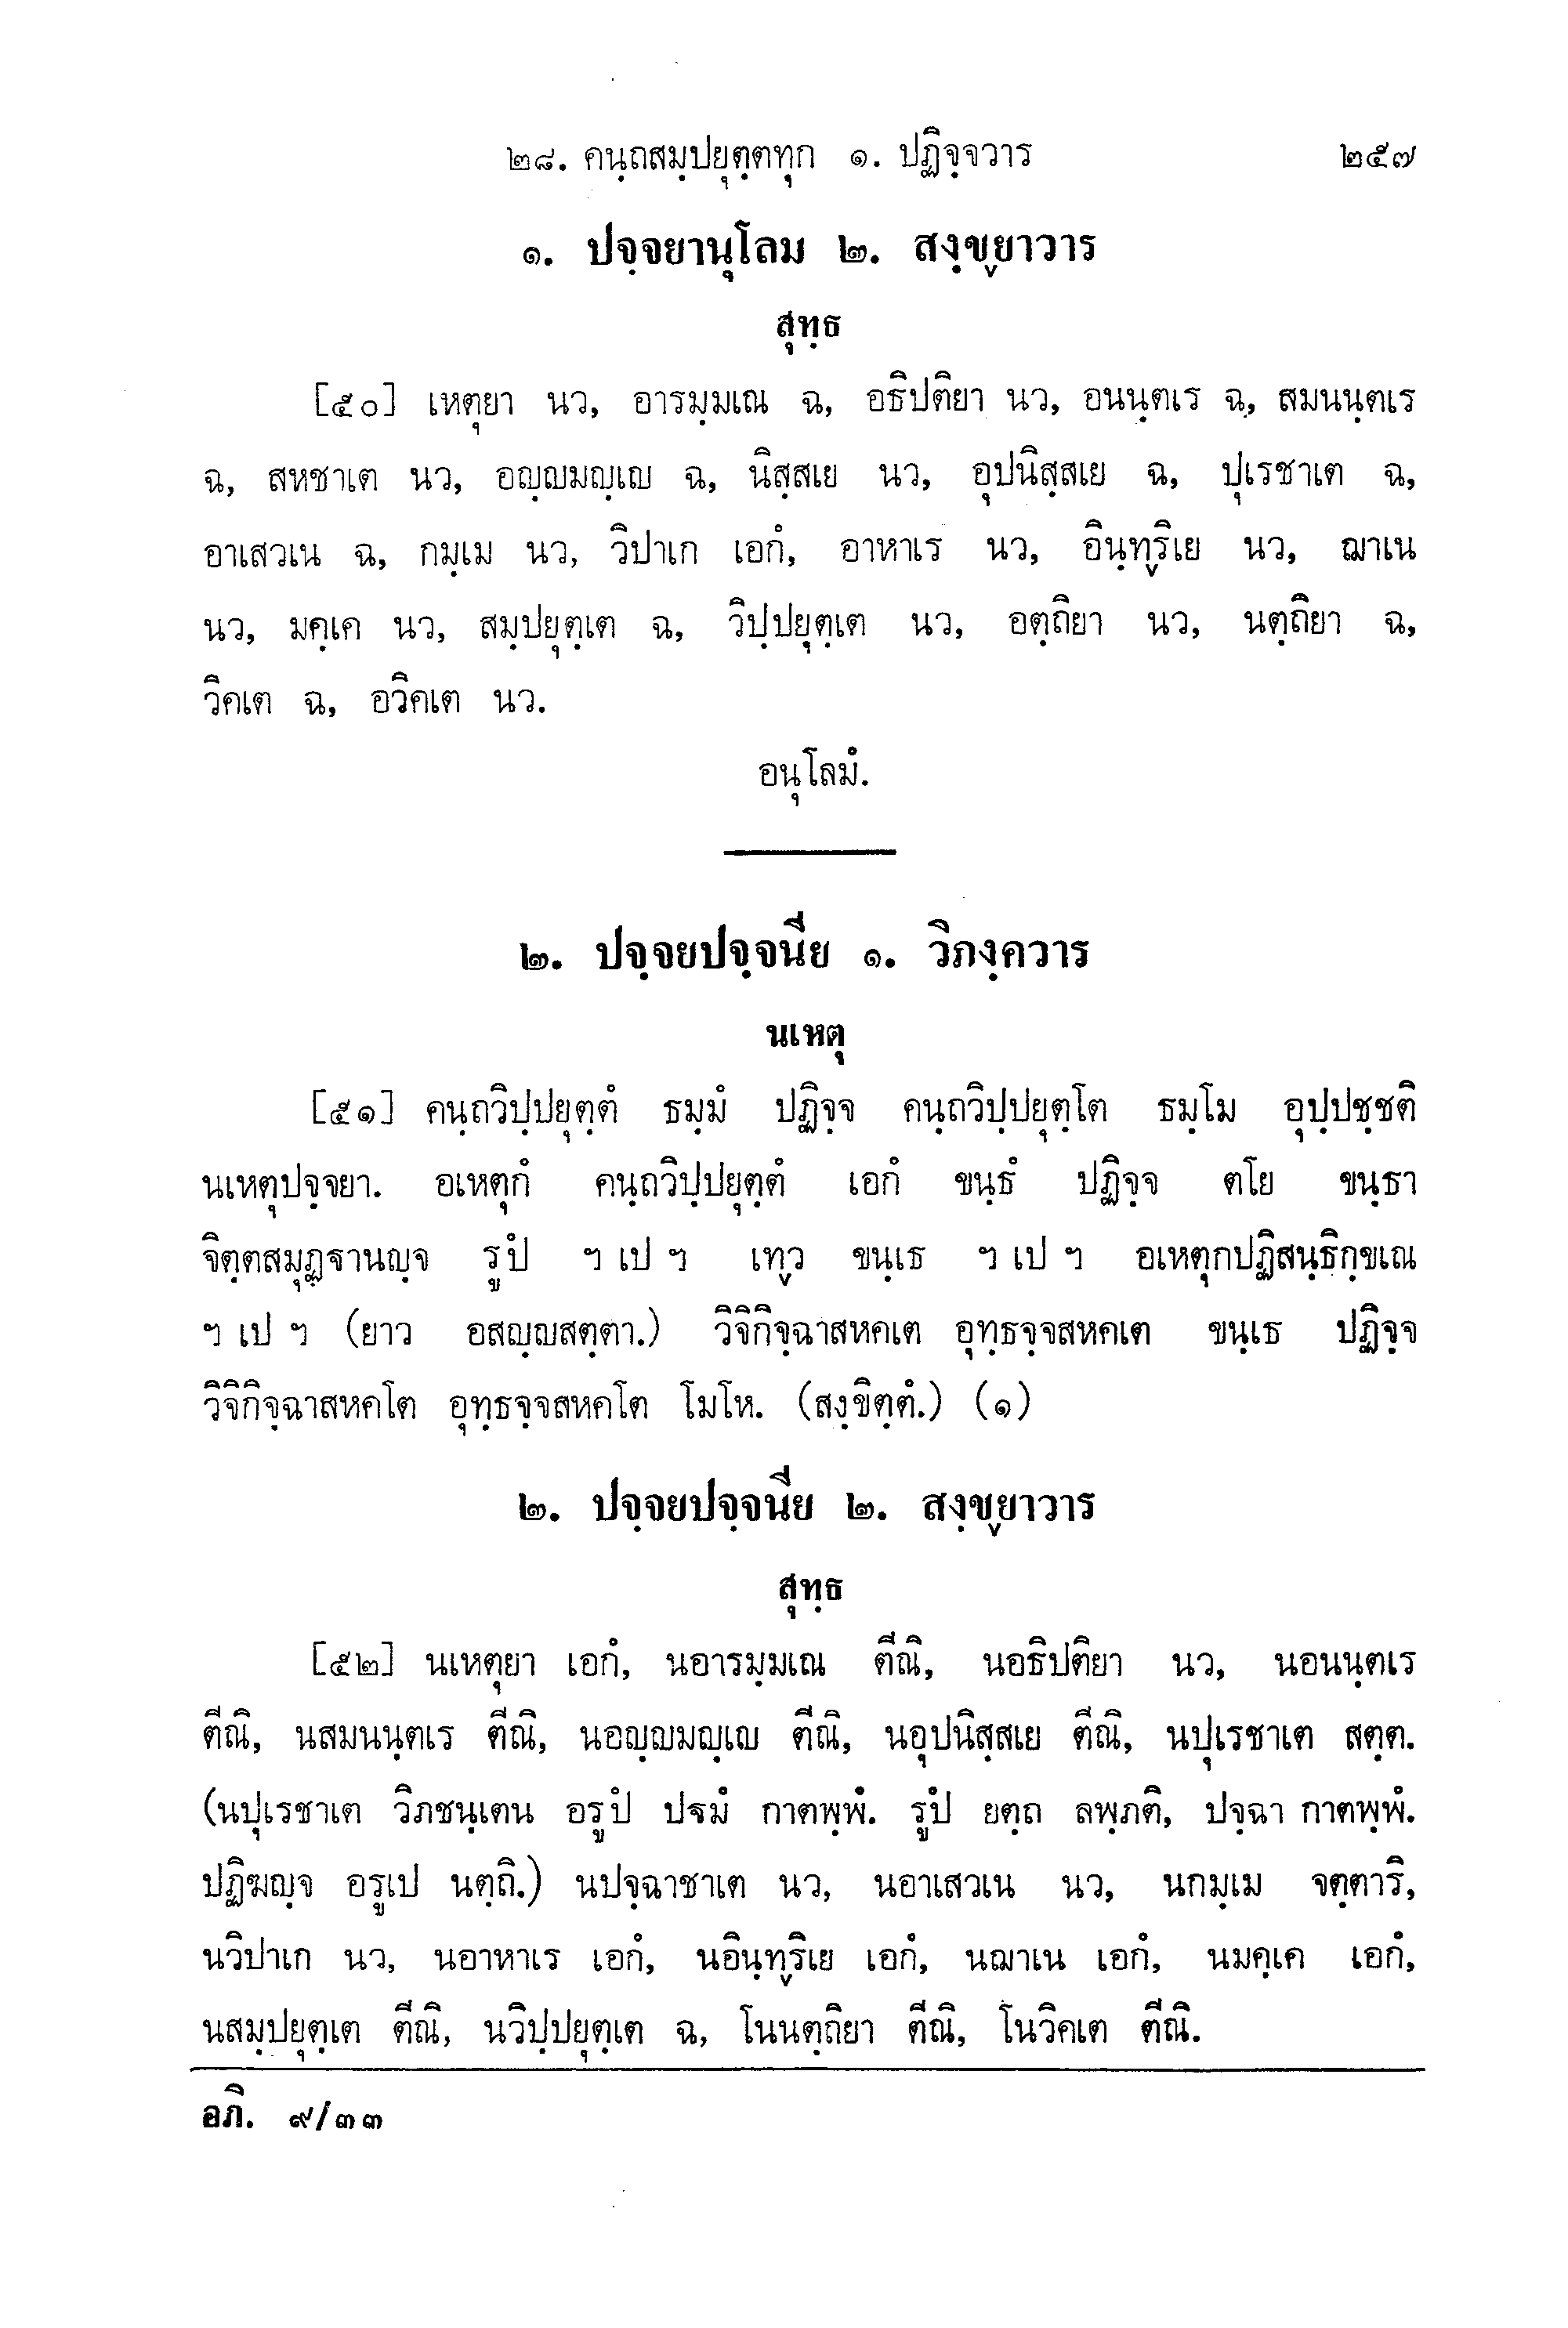 ๒๘. คนฺถสมฺปยุตฺตทุก ๑. ปฏิจฺจวาร ๒๕๗
๑. ปจฺจยานุโลม ๒. สงฺขฺยาวาร
สุทฺธ
[๕๐] เหตุยา นว, อารมฺมเณ ฉ, อธิปติยา นว, อนนฺตเร ฉ, สมนนฺตเร
ฉ, สหชาเต นว, อญฺญมญฺเญ ฉ, นิสฺสเย นว, อุปนิสฺสเย ฉ, ปุเรชาเต ฉ,
อาเสวเน ฉ, กมฺเม นว, วิปาเก เอกํ, อาหาเร นว, อินฺทฺริเย นว, ฌาเน
นว, มคฺเค นว, สมฺปยุตฺเต ฉ, วิปฺปยุตฺเต นว, อตฺถิยา นว, นตฺถิยา ฉ,
วิคเต ฉ, อวิคเต นว.
อนุโลมํ.
๒. ปจฺจยปจฺจนีย ๑. วิภงฺควาร
นเหตุ
[๕๑] คนฺถวิปฺปยุตฺตํ ธมฺมํ ปฏิจฺจ คนฺถวิปฺปยุตฺโต ธมฺโม อุปฺปชฺชติ
นเหตุปจฺจยา. อเหตุกํ คนฺถวิปฺปยุตฺตํ เอกํ ขนฺธํ ปฏิจฺจ ตโย ขนฺธา
จิตฺตสมุฏฺฐานญฺจ รูปํ ฯ เป ฯ เทฺว ขนฺเธ ฯ เป ฯ อเหตุกปฏิสนฺธิกฺขเณ
ฯ เป ฯ (ยาว อสญฺญสตฺตา.) วิจิกิจฺฉาสหคเต อุทฺธจฺจสหคเต ขนฺเธ ปฏิจฺจ
วิจิกิจฺฉาสหคโต อุทฺธจฺจสหคโต โมโห. (สงฺขิตฺตํ.) (๑)
๒. ปจฺจยปจฺจนีย ๒. สงฺขฺยาวาร
สุทฺธ
[๕๒] นเหตุยา เอกํ, นอารมฺมเณ ตีณิ, นอธิปติยา นว, นอนนฺตเร
ตีณิ, นสมนนฺตเร ตีณิ, นอญฺญมญฺเญ ตีณิ, นอุปนิสฺสเย ตีณิ, นปุเรชาเต สตฺต.
(นปุเรชาเต วิภชนฺเตน อรูปํ ปฐมํ กาตพฺพํ. รูปํ ยตฺถ ลพฺภติ, ปจฺฉา กาตพฺพํ.
ปฏิฆญฺจ อรูเป นตฺถิ.) นปจฺฉาชาเต นว, นอาเสวเน นว, นกมฺเม จตฺตาริ,
นวิปาเก นว, นอาหาเร เอกํ, นอินฺทฺริเย เอกํ, นฌาเน เอกํ, นมคฺเค เอกํ,
นสมฺปยุตฺเต ตีณิ, นวิปฺปยุตฺเต ฉ, โนนตฺถิยา ตีณิ, โนวิคเต ตีณิ.
อภิ. ๙/๓๓